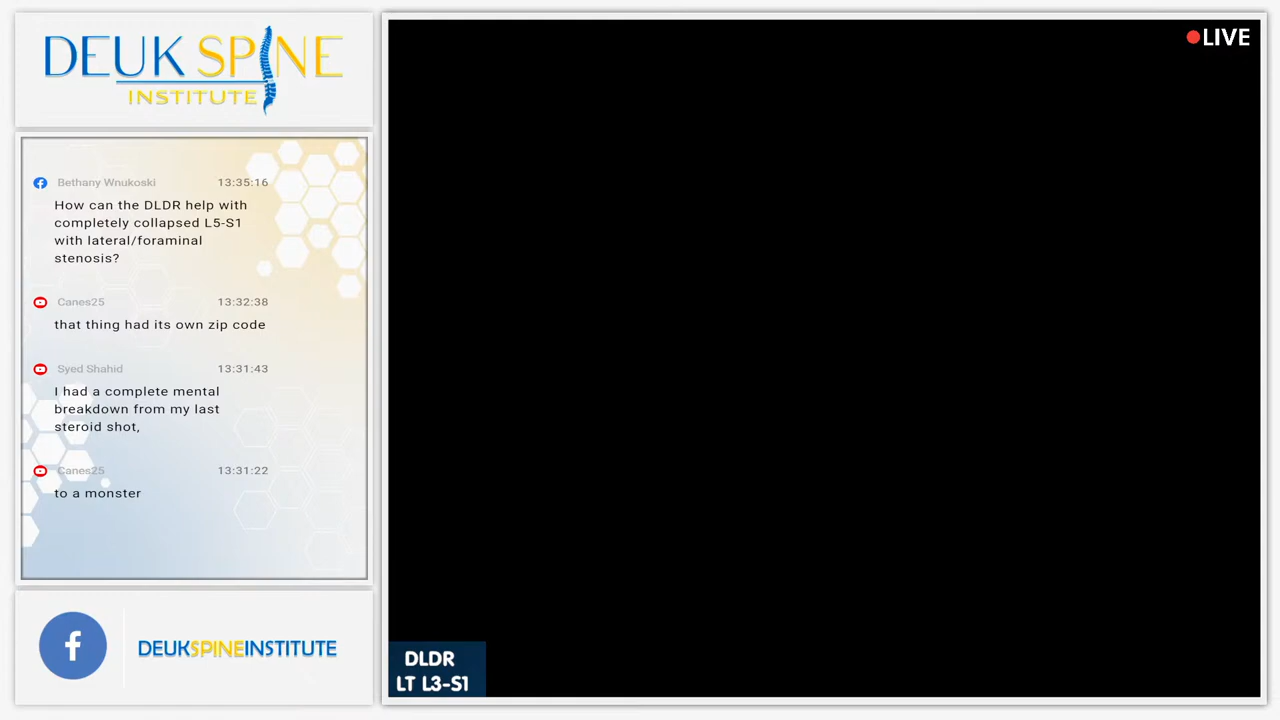 DEUK SPINE
INSTITUTE
Bethany Wnukoski 13:35:16
How can the DLDR help with
completely collapsed L5-S1
with lateral/foraminal
stenosis?
Canes25 13:32:38
that thing had its own zip code
Syed Shahid 13:31:43
I had a complete mental
breakdown from my last
steroid shot,
Canes25 13:31:22
to a monster
DEUKSPINEINSTITUTE
LIVE
DLDR
LT L3-S1